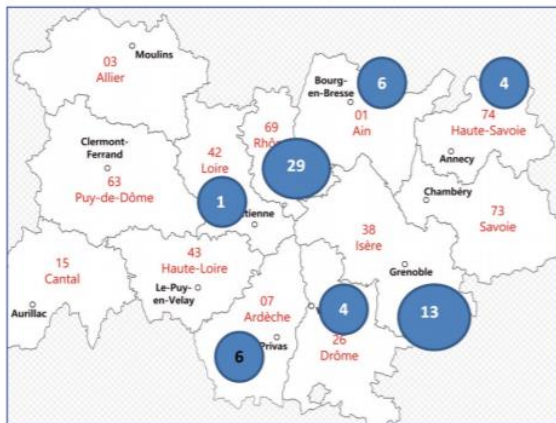 03
Allier
Moulins
Bourg-
en-Bresse
6
01
Ain
4
74
Haute-Savoie
Annecy
69
42
Loire
29
1
Clermont-
Ferrand
63
Puy-de-Dôme
Chambéry
73
Savoie
38
Isère
Grenoble
15
Cantal
Aurillac
43
Haute-Loire
Le-Puy-
en-Velay
07
Ardèche
Privas
6
4
26
Drôme
13